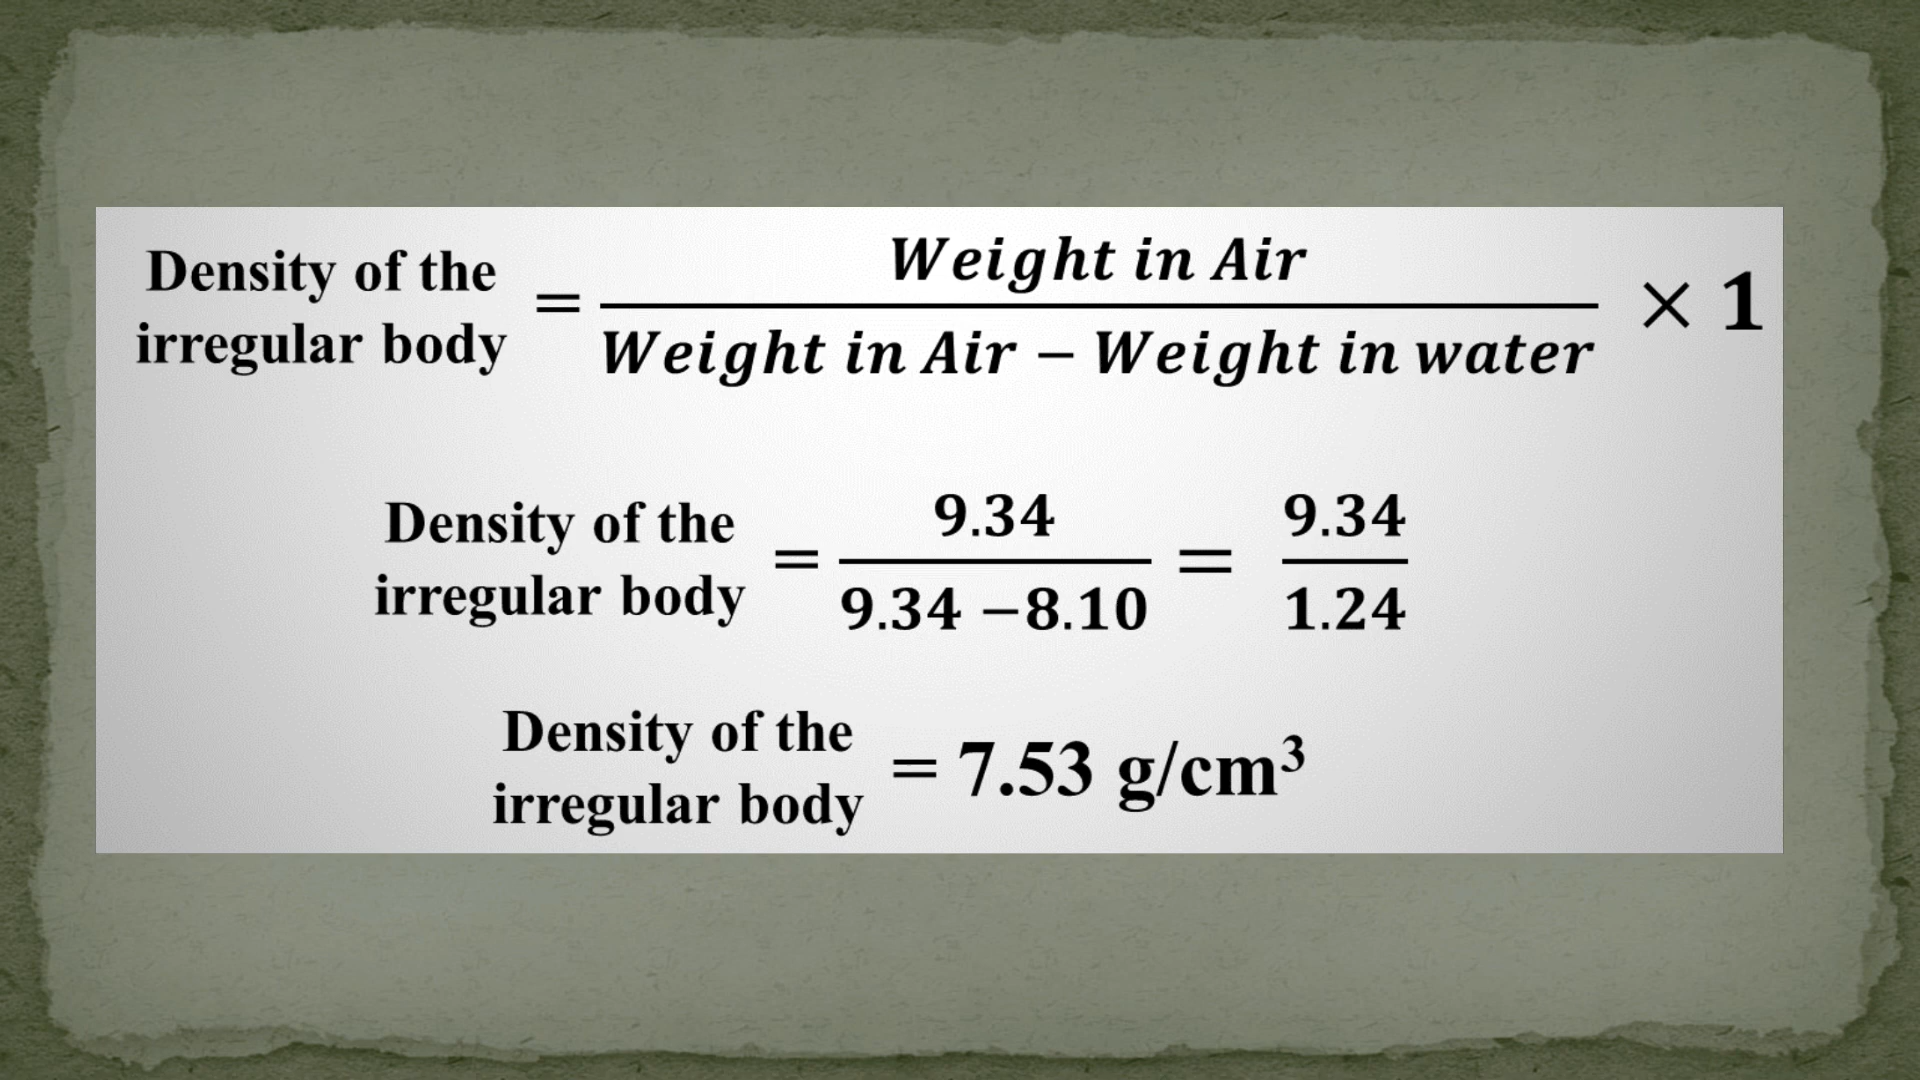 Density of the irregular body = Weight in Air / Weight in Air − Weight in water × 1
Density of the irregular body = 9.34 / 9.34 −8.10 = 9.34 / 1.24
Density of the irregular body = 7.53 g/cm³